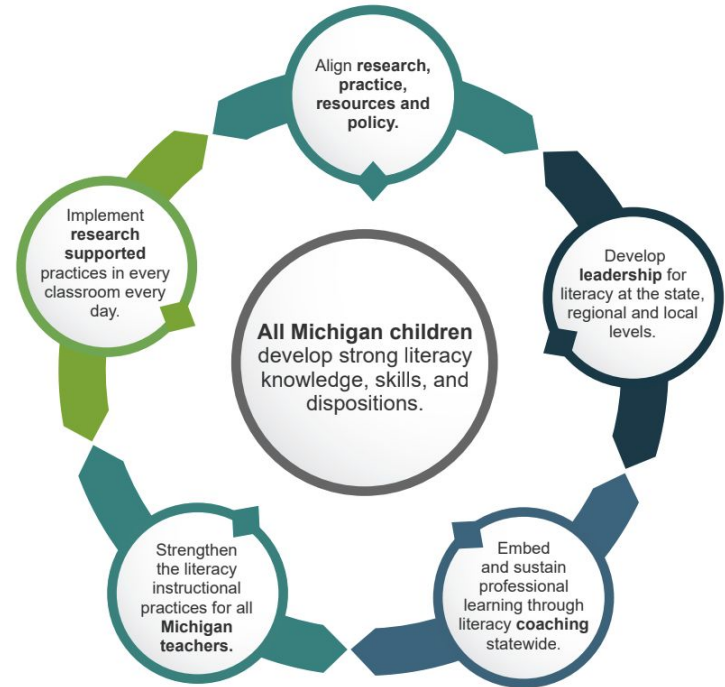 Align research,
practice,
resources and
policy.
Develop
leadership for
literacy at the state,
regional and local
levels.
Embed
and sustain
professional
learning through
literacy coaching
statewide.
Strengthen
the literacy
instructional
practices for all
Michigan
teachers.
Implement
research
supported
practices in every
classroom every
day.
All Michigan children
develop strong literacy
knowledge, skills, and
dispositions.